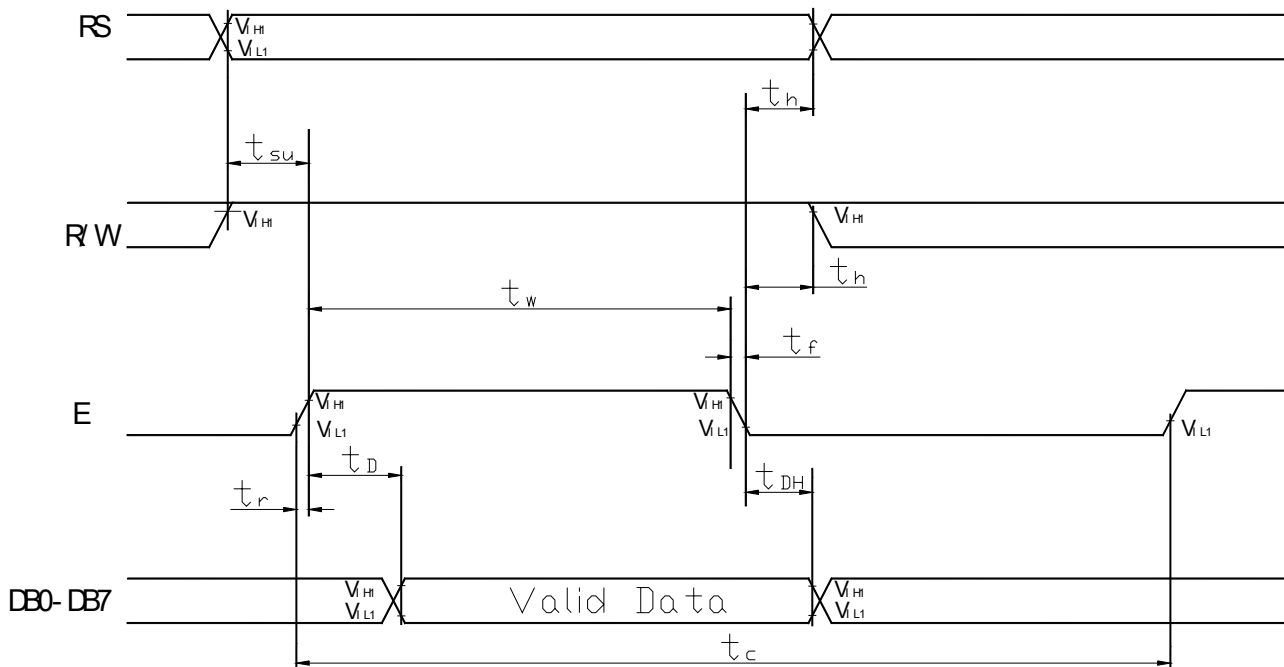 RS
VIH1
VIL1
th
tsu
R/W
VIH1
VIH1
th
tw
tf
E
VIH1
VIL1
VIH1
VIL1
VIL1
tD
tDH
tr
DB0-DB7
VIH1
VIL1
Valid Data
VIH1
VIL1
tc